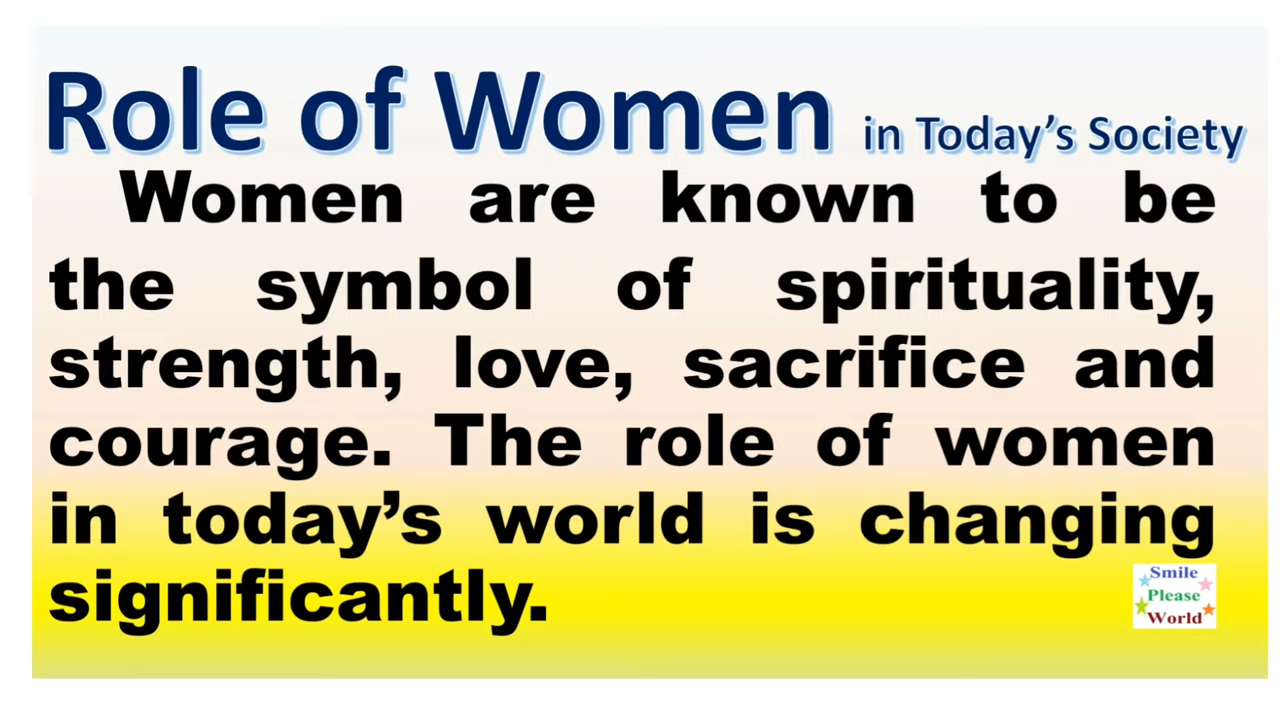 Role of Women in Today's Society
Women are known to be
the symbol of spirituality,
strength, love, sacrifice and
courage. The role of women
in today's world is changing
significantly.
Smile
Please
World